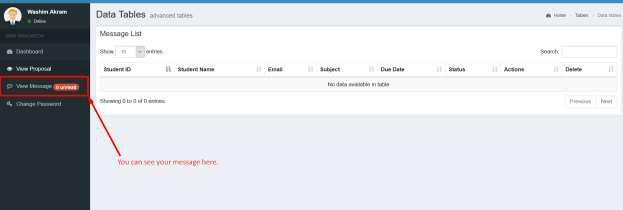 Washim Akram
Online
MAIN NAVIGATION
Dashboard
View Proposal
View Message 0 unread
Change Password
Data Tables advanced tables
Home > Tables > Data tables
Message List
Show 10 entries
Search:
Student ID Student Name Email Subject Due Date Status Actions Delete
No data available in table
Showing 0 to 0 of 0 entries
Previous Next
You can see your message here.